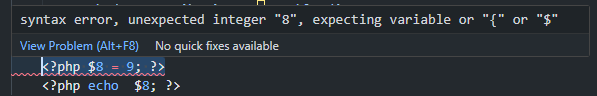 syntax error, unexpected integer "8", expecting variable or "{" or "$"
View Problem (Alt+F8) No quick fixes available
<?php $8 = 9; ?>
<?php echo  $8; ?>